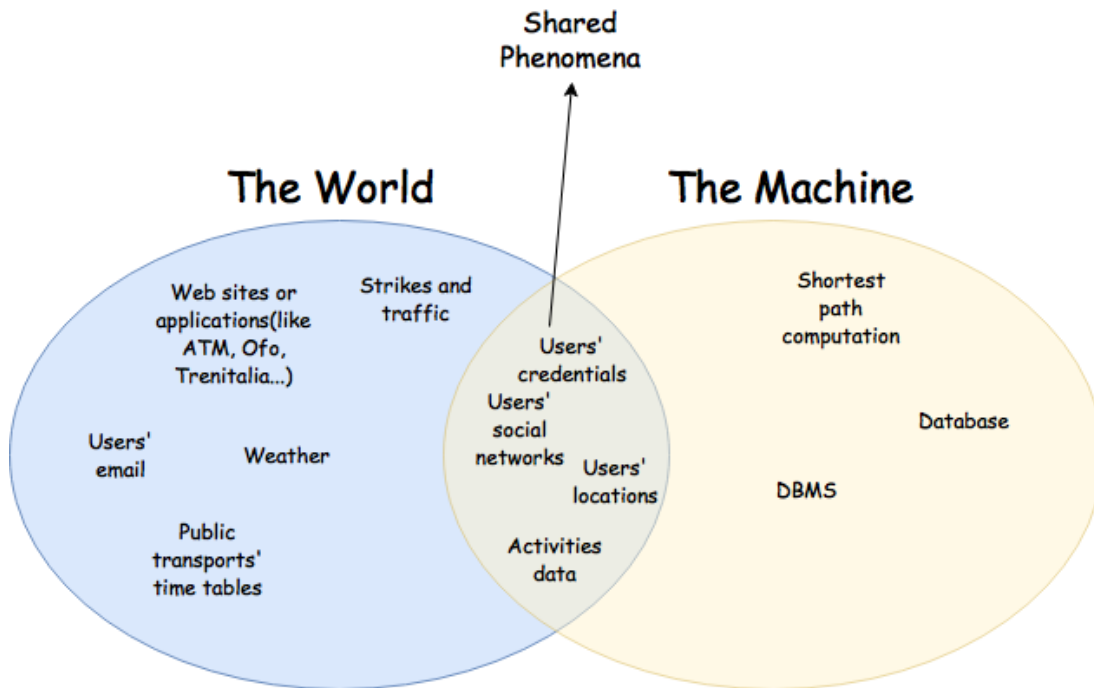 Shared
Phenomena
The World
The Machine
Web sites or
applications(like
ATM, Ofo,
Trenitalia...)
Strikes and
traffic
Users'
email
Weather
Public
transports'
time tables
Users'
credentials
Users'
social
networks
Users'
locations
Activities
data
Shortest
path
computation
Database
DBMS